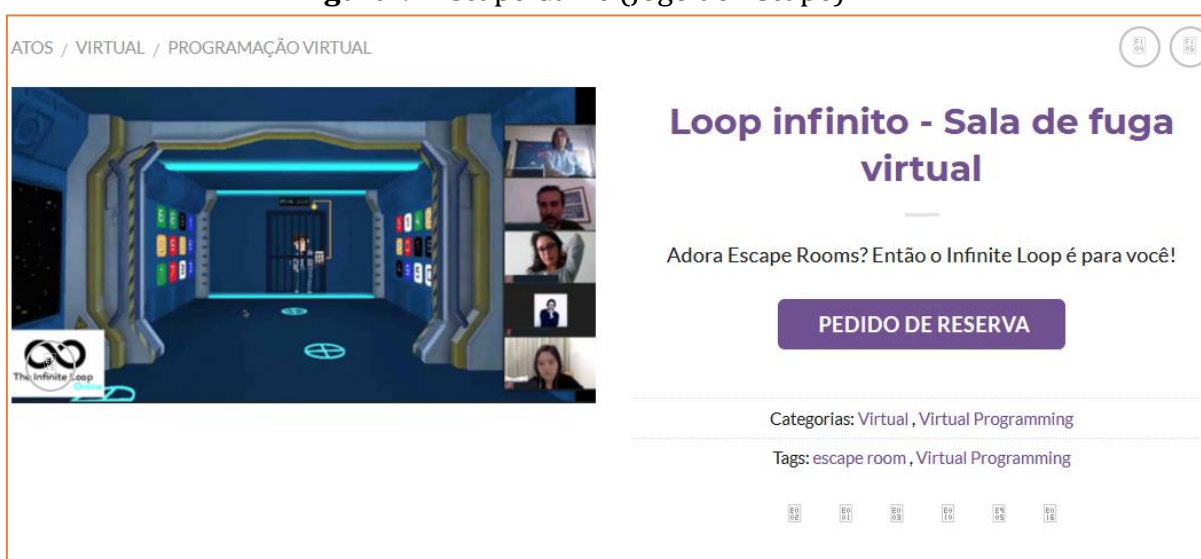 ATOS / VIRTUAL / PROGRAMAÇÃO VIRTUAL
Loop infinito - Sala de fuga
virtual
Adora Escape Rooms? Então o Infinite Loop é para você!
PEDIDO DE RESERVA
The Infinite Loop
Online
Categorias: Virtual , Virtual Programming
Tags: escape room , Virtual Programming